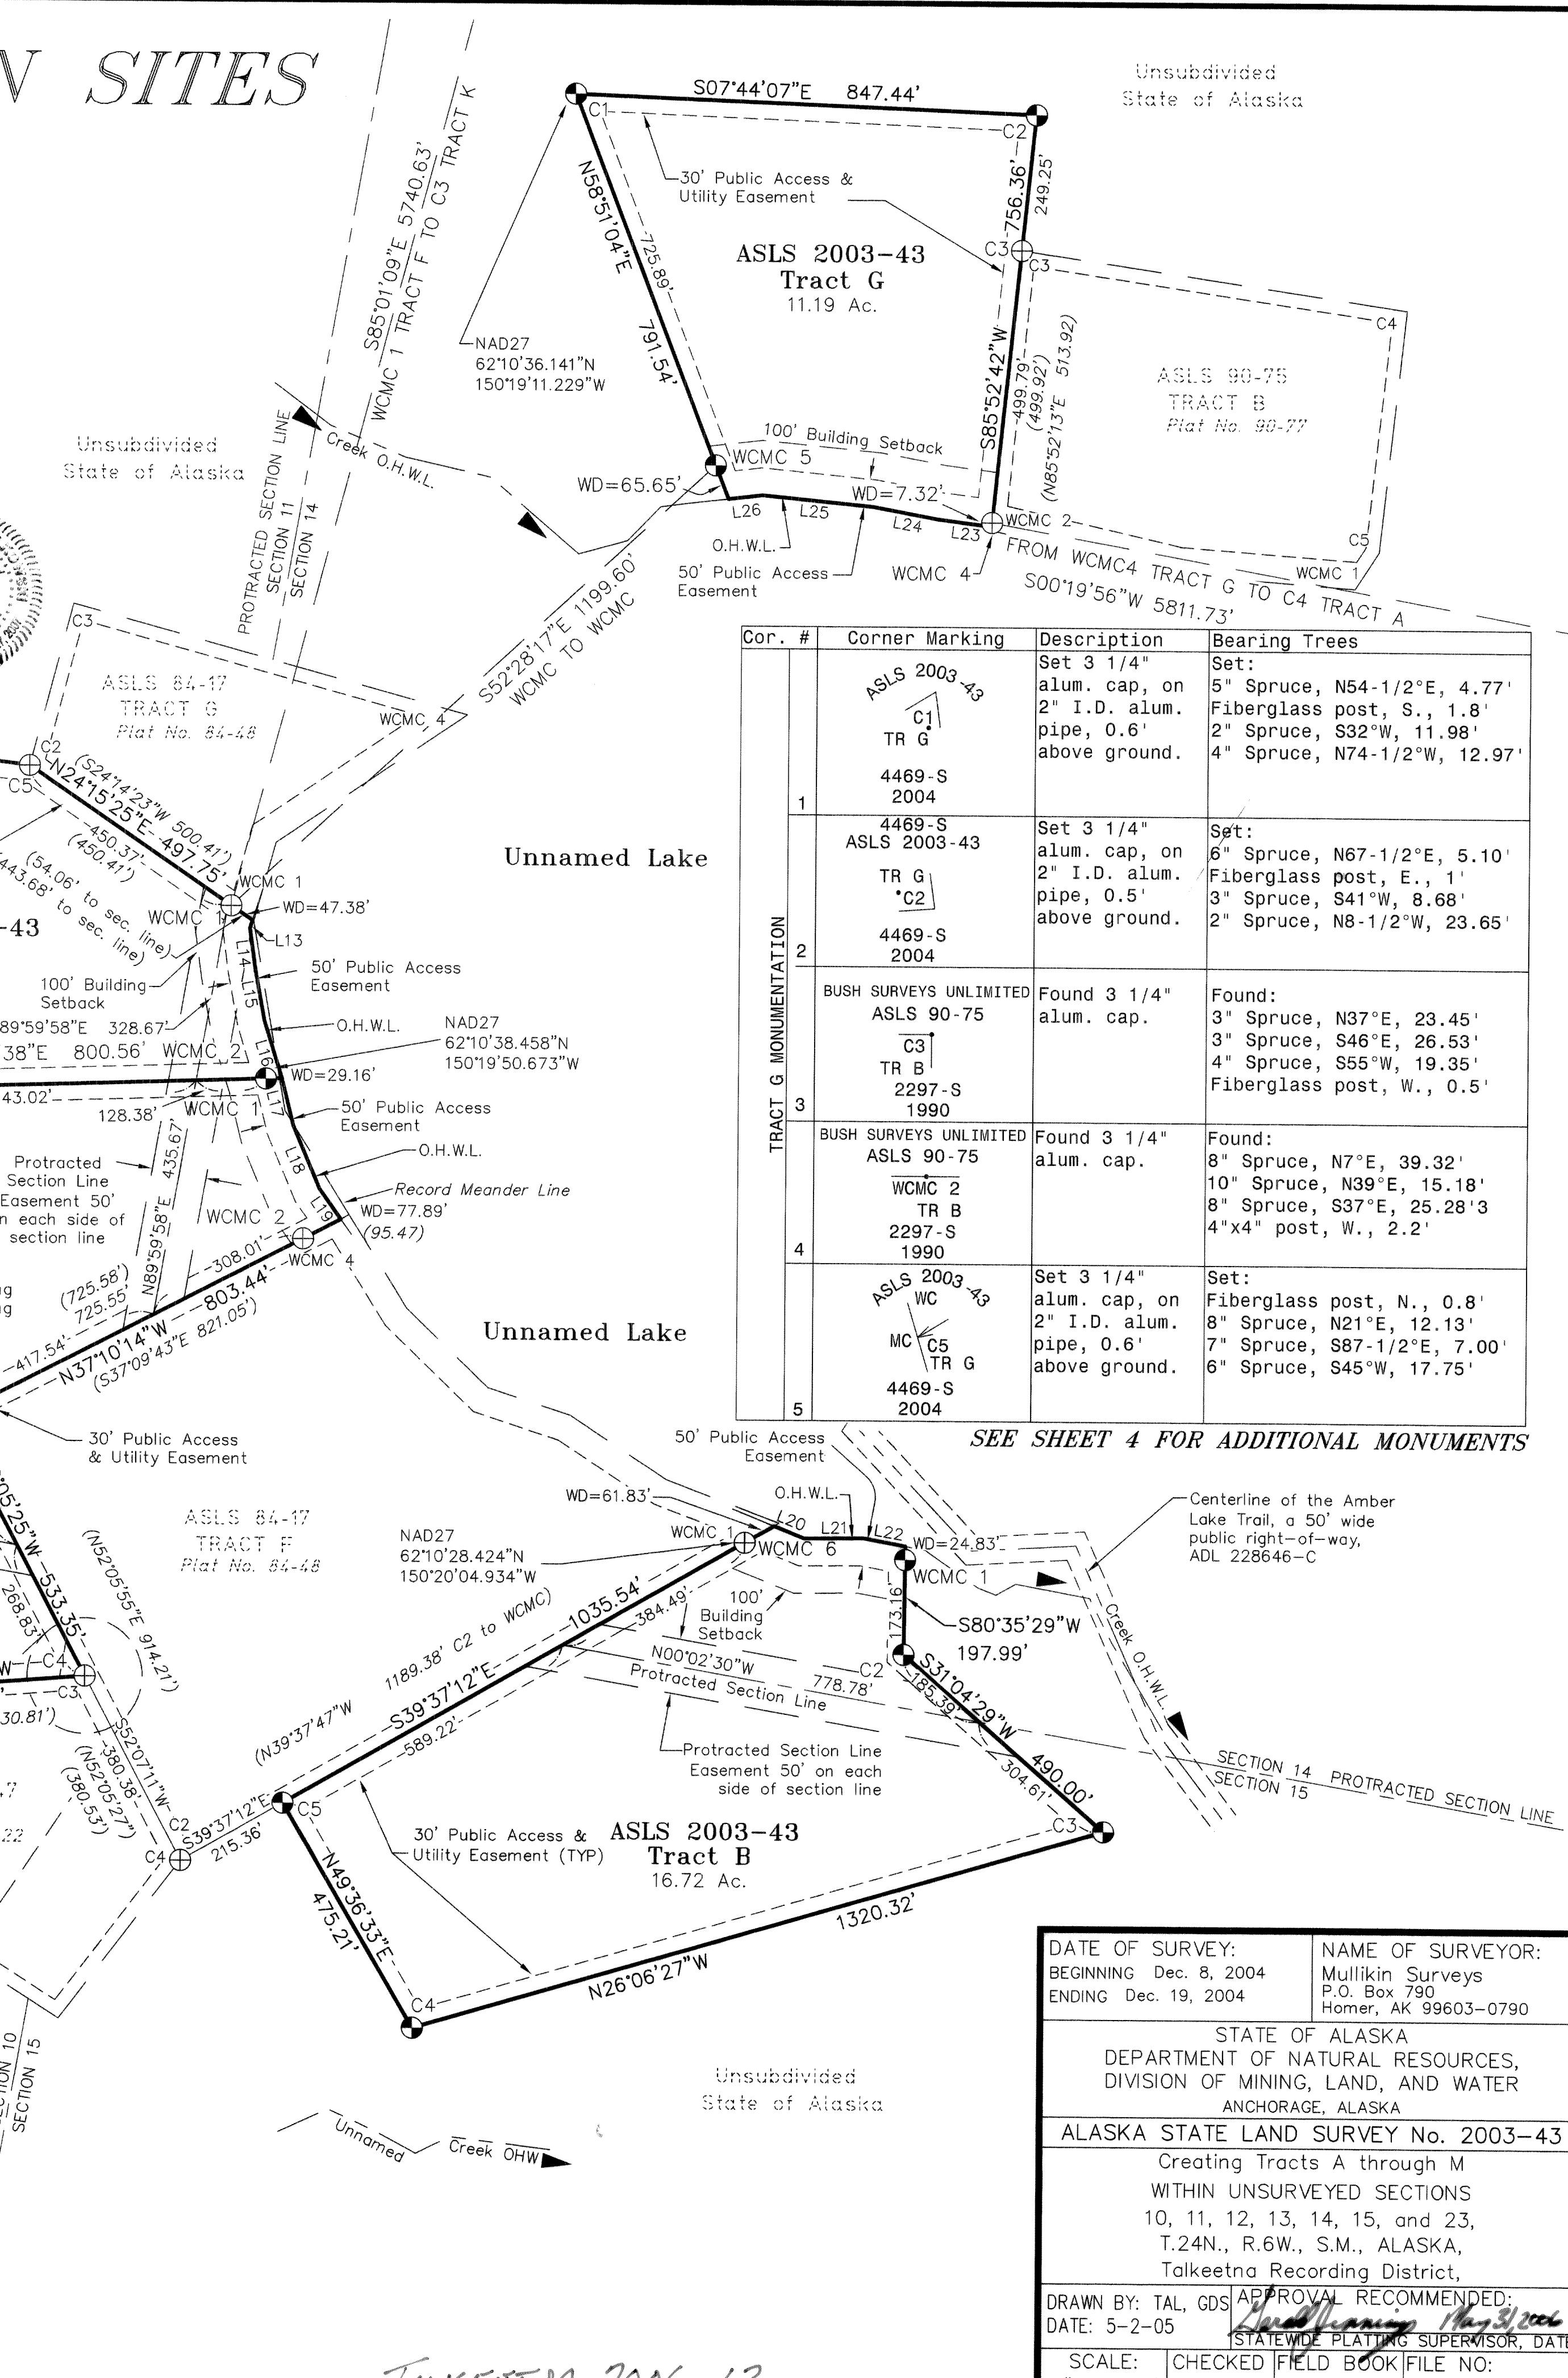 N SITES
Unsubdivided
State of Alaska
S07°44'07"E 847.44'
C1
C2
30' Public Access &
Utility Easement
756.36'
249.25'
S85°01'09"E 5740.63'
WCMC 1 TRACT F TO C3 TRACT K
N58°51'04"E
725.89'
791.54'
ASLS 2003-43
Tract G
11.19 Ac.
C3
C3
C4
NAD27
62°10'36.141"N
150°19'11.229"W
S85°52'42"W
499.79'
(499.92')
(N85°52'13"E 513.92)
ASLS 90-75
TRACT B
Plat No. 90-77
Unsubdivided
State of Alaska
PROTRACTED SECTION LINE
SECTION 11
SECTION 14
Creek O.H.W.L.
100' Building Setback
WCMC 5
WD=65.65'
WD=7.32'
L26
L25
L24
L23
WCMC 2
C5
WCMC 1
O.H.W.L.
50' Public Access
Easement
WCMC 4
FROM WCMC4 TRACT G TO C4 TRACT A
S00°19'56"W 5811.73'
S52°28'17"E 1199.60'
WCMC TO WCMC
C3
ASLS 84-17
TRACT G
Plat No. 84-48
WCMC 4
C2
C5
(S24°14'23"W 500.41')
N24°15'25"E 497.75'
450.37'
(450.41')
(54.06' to sec. line)
443.68' to sec. line)
WCMC 1
WCMC 1
WD=47.38'
L13
-43
Unnamed Lake
L14
L15
50' Public Access
Easement
100' Building
Setback
89°59'58"E 328.67'
O.H.W.L.
38"E 800.56' WCMC 2
L16
NAD27
62°10'38.458"N
150°19'50.673"W
WD=29.16'
43.02'
128.38'
WCMC 1
L17
50' Public Access
Easement
O.H.W.L.
L18
Protracted
Section Line
Easement 50'
n each side of
section line
N89°59'58"E 435.67'
WCMC 2
L19
Record Meander Line
WD=77.89'
(95.47)
WCMC 4
308.01'
(725.58')
725.55'
803.44'
417.54'
N37°10'14"W
(S37°09'43"E 821.05')
g
g
Unnamed Lake
30' Public Access
& Utility Easement
Cor. # Corner Marking Description Bearing Trees
TRACT G MONUMENTATION
1
ASLS 2003-43
C1
TR G
4469-S
2004
Set 3 1/4"
alum. cap, on
2" I.D. alum.
pipe, 0.6'
above ground.
Set:
5" Spruce, N54-1/2°E, 4.77'
Fiberglass post, S., 1.8'
2" Spruce, S32°W, 11.98'
4" Spruce, N74-1/2°W, 12.97'
2
4469-S
ASLS 2003-43
TR G
C2
4469-S
2004
Set 3 1/4"
alum. cap, on
2" I.D. alum.
pipe, 0.5'
above ground.
Set:
6" Spruce, N67-1/2°E, 5.10'
Fiberglass post, E., 1'
3" Spruce, S41°W, 8.68'
2" Spruce, N8-1/2°W, 23.65'
3
BUSH SURVEYS UNLIMITED
ASLS 90-75
C3
TR B
2297-S
1990
Found 3 1/4"
alum. cap.
Found:
3" Spruce, N37°E, 23.45'
3" Spruce, S46°E, 26.53'
4" Spruce, S55°W, 19.35'
Fiberglass post, W., 0.5'
4
BUSH SURVEYS UNLIMITED
ASLS 90-75
WCMC 2
TR B
2297-S
1990
Found 3 1/4"
alum. cap.
Found:
8" Spruce, N7°E, 39.32'
10" Spruce, N39°E, 15.18'
8" Spruce, S37°E, 25.28'3
4"x4" post, W., 2.2'
5
ASLS 2003-43
WC
MC C5
TR G
4469-S
2004
Set 3 1/4"
alum. cap, on
2" I.D. alum.
pipe, 0.6'
above ground.
Set:
Fiberglass post, N., 0.8'
8" Spruce, N21°E, 12.13'
7" Spruce, S87-1/2°E, 7.00'
6" Spruce, S45°W, 17.75'
SEE SHEET 4 FOR ADDITIONAL MONUMENTS
50' Public Access
Easement
WD=61.83'
O.H.W.L.
L20
L21
L22
WCMC 1
WCMC 6
WD=24.83'
WCMC 1
Centerline of the Amber
Lake Trail, a 50' wide
public right-of-way,
ADL 228646-C
ASLS 84-17
TRACT F
Plat No. 84-48
NAD27
62°10'28.424"N
150°20'04.934"W
05'25"W 533.35'
268.83'
(N52°05'55"E 914.21')
C4
C3
30.81')
1189.38' C2 to WCMC)
(N39°37'47"W
1035.54'
384.49'
S39°37'12"E
589.22'
100'
Building
Setback
173.16'
S80°35'29"W
197.99'
N00°02'30"W
778.78'
Protracted Section Line
C2
S31°04'29"W
185.39'
490.00'
304.61'
Creek O.H.W.L.
Protracted Section Line
Easement 50' on each
side of section line
SECTION 14 PROTRACTED SECTION LINE
SECTION 15
S52°07'11"W
380.38'
(N52°05'27")
(380.53')
C2
C4
S39°37'12"E
215.36'
C5
C3
30' Public Access &
Utility Easement (TYP)
ASLS 2003-43
Tract B
16.72 Ac.
N49°36'33"E
475.21'
1320.32'
N26°06'27"W
C4
22
SECTION 10
SECTION 15
Unsubdivided
State of Alaska
Unnamed Creek OHW
DATE OF SURVEY:
BEGINNING Dec. 8, 2004
ENDING Dec. 19, 2004
NAME OF SURVEYOR:
Mullikin Surveys
P.O. Box 790
Homer, AK 99603-0790
STATE OF ALASKA
DEPARTMENT OF NATURAL RESOURCES,
DIVISION OF MINING, LAND, AND WATER
ANCHORAGE, ALASKA
ALASKA STATE LAND SURVEY No. 2003-43
Creating Tracts A through M
WITHIN UNSURVEYED SECTIONS
10, 11, 12, 13, 14, 15, and 23,
T.24N., R.6W., S.M., ALASKA,
Talkeetna Recording District,
DRAWN BY: TAL, GDS
DATE: 5-2-05
APPROVAL RECOMMENDED:
May 31, 2006
STATEWIDE PLATTING SUPERVISOR, DATE
SCALE: CHECKED FIELD BOOK FILE NO: